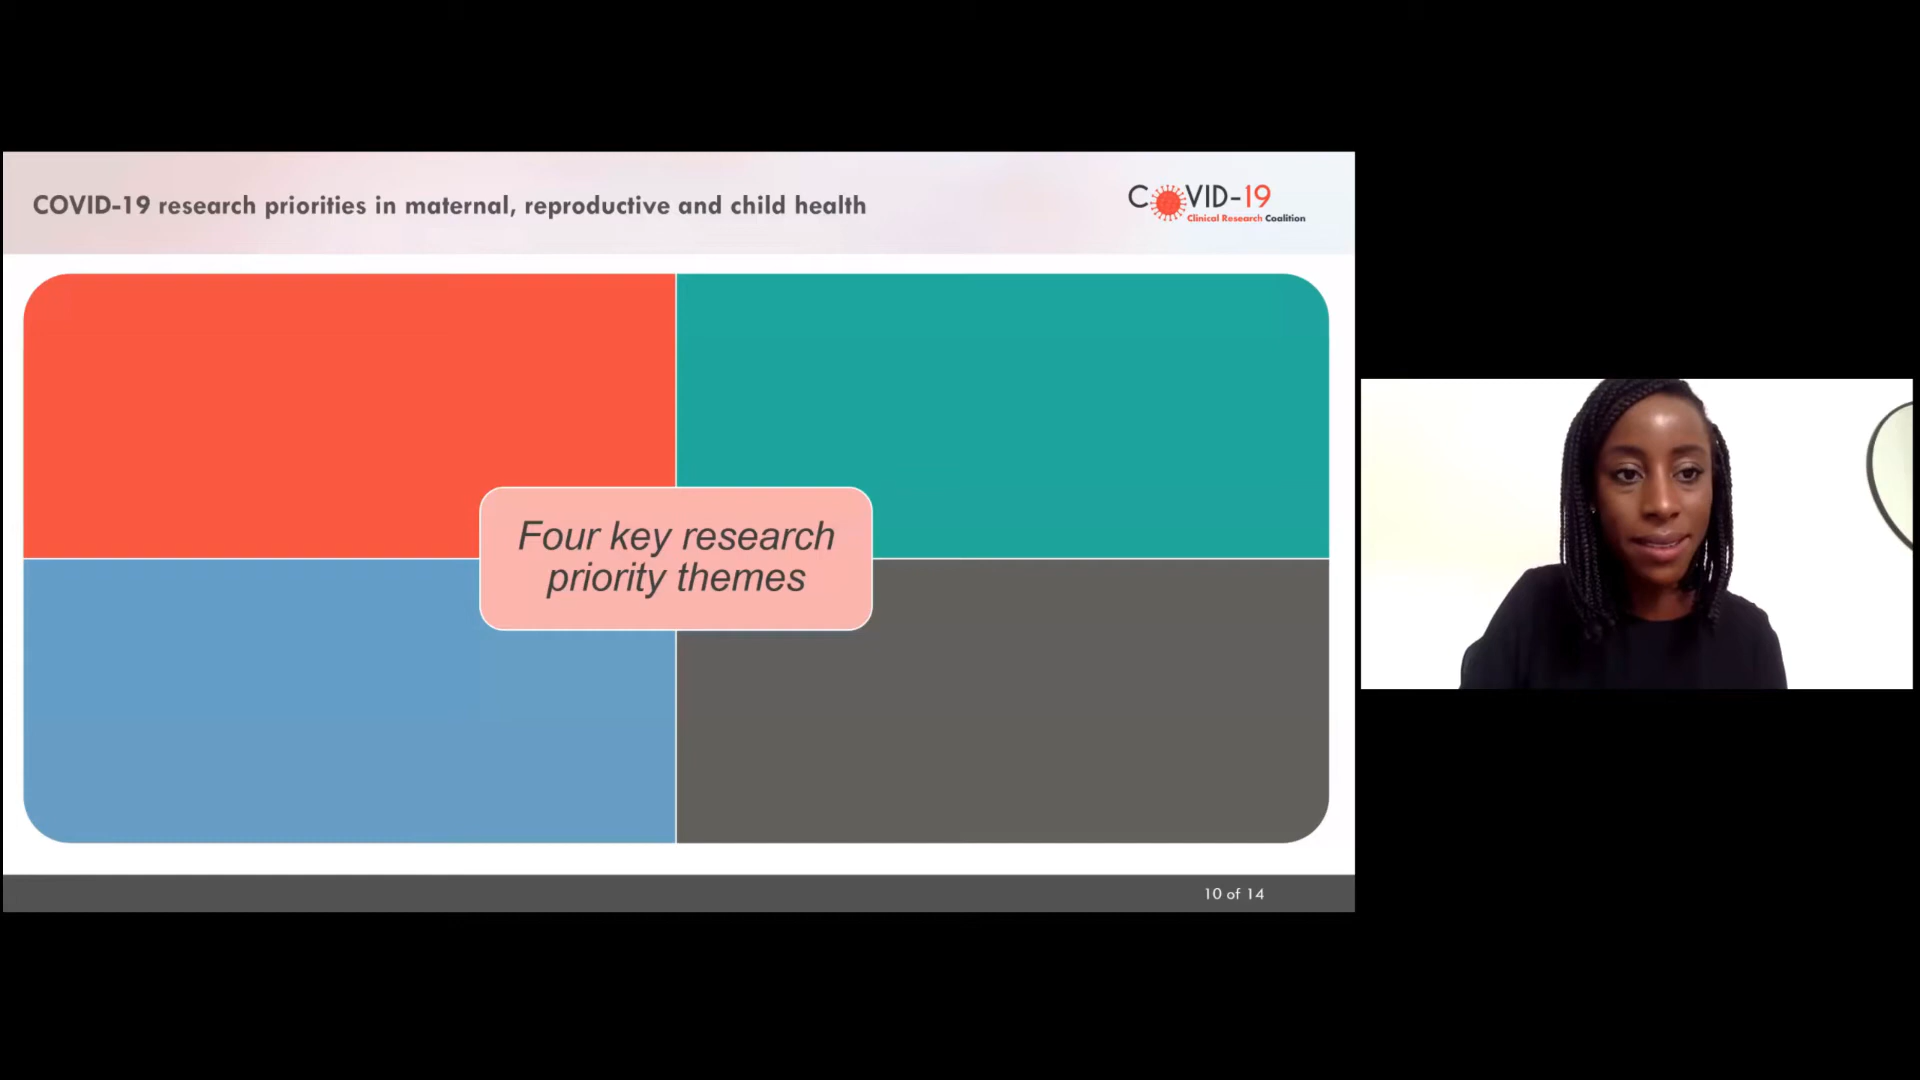 COVID-19 research priorities in maternal, reproductive and child health
COVID-19
Clinical Research Coalition
Four key research
priority themes
10 of 14